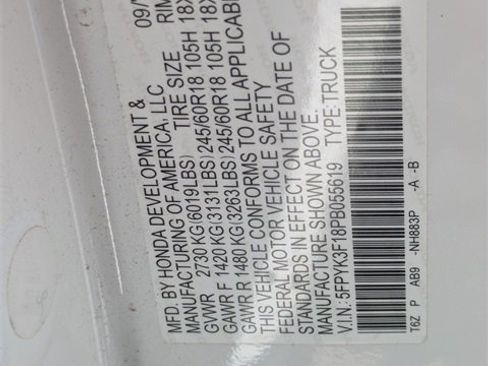 MFD. BY HONDA DEVELOPMENT & 09/
MANUFACTURING OF AMERICA, LLC
GVWR 2730 KG(6019LBS) TIRE SIZE RIM
GAWR F 1420 KG(3131LBS) 245/60R18 105H 18X
GAWR R 1480 KG(3263LBS) 245/60R18 105H 18X
THIS VEHICLE CONFORMS TO ALL APPLICABL
FEDERAL MOTOR VEHICLE SAFETY
STANDARDS IN EFFECT ON THE DATE OF
MANUFACTURE SHOWN ABOVE.
V.I.N.: 5FPYK3F18PB055619 TYPE:TRUCK
T6Z P AB9 -NH883P -A -B